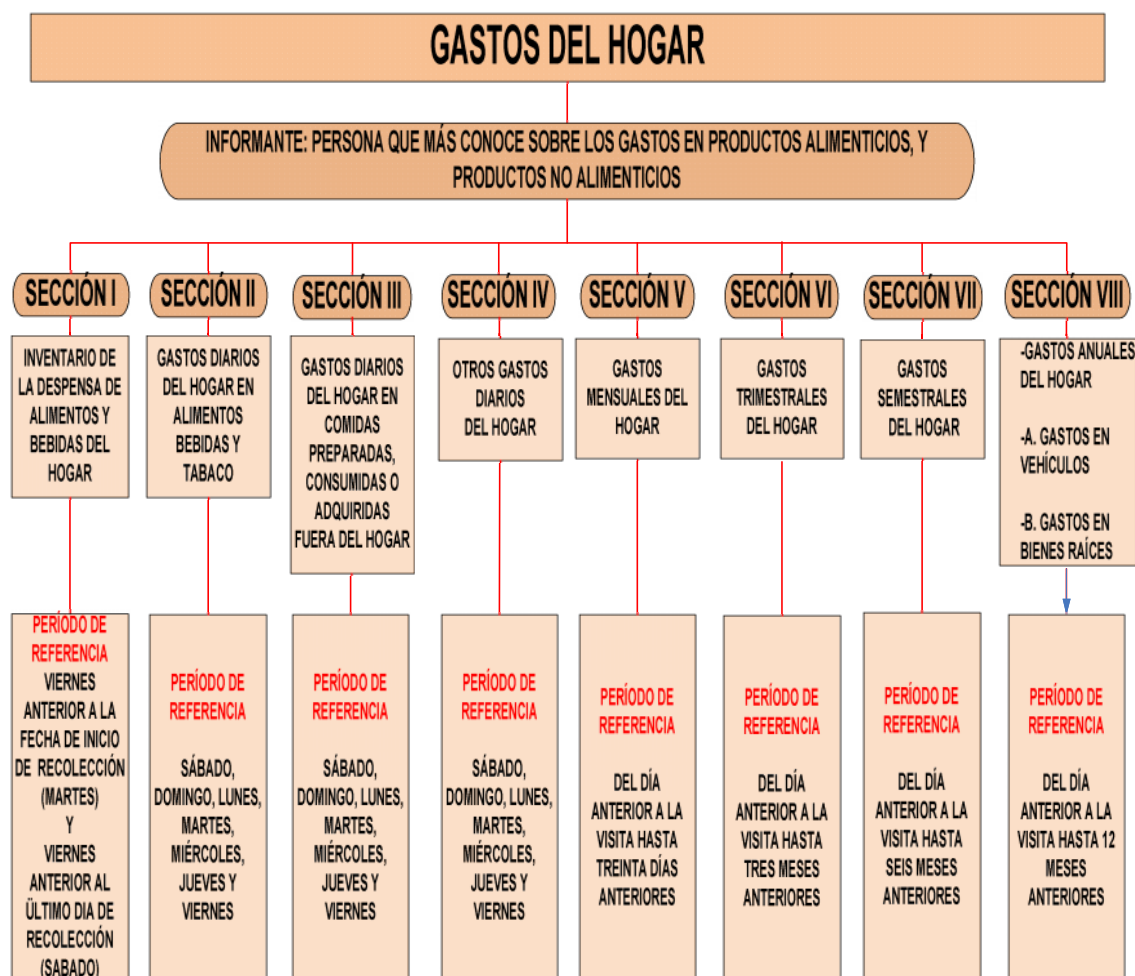 GASTOS DEL HOGAR
INFORMANTE: PERSONA QUE MÁS CONOCE SOBRE LOS GASTOS EN PRODUCTOS ALIMENTICIOS, Y
PRODUCTOS NO ALIMENTICIOS
SECCIÓN I
INVENTARIO DE
LA DESPENSA DE
ALIMENTOS Y
BEBIDAS DEL
HOGAR
PERÍODO DE
REFERENCIA
VIERNES
ANTERIOR A LA
FECHA DE INICIO
DE RECOLECCIÓN
(MARTES)
Y
VIERNES
ANTERIOR AL
ÜLTIMO DIA DE
RECOLECCIÓN
(SABADO)
SECCIÓN II
GASTOS DIARIOS
DEL HOGAR EN
ALIMENTOS
BEBIDAS Y
TABACO
PERÍODO DE
REFERENCIA
SÁBADO,
DOMINGO, LUNES,
MARTES,
MIÉRCOLES,
JUEVES Y
VIERNES
SECCIÓN III
GASTOS DIARIOS
DEL HOGAR EN
COMIDAS
PREPARADAS,
CONSUMIDAS O
ADQUIRIDAS
FUERA DEL HOGAR
PERÍODO DE
REFERENCIA
SÁBADO,
DOMINGO, LUNES,
MARTES,
MIÉRCOLES,
JUEVES Y
VIERNES
SECCIÓN IV
OTROS GASTOS
DIARIOS
DEL HOGAR
PERÍODO DE
REFERENCIA
SÁBADO,
DOMINGO, LUNES,
MARTES,
MIÉRCOLES,
JUEVES Y
VIERNES
SECCIÓN V
GASTOS
MENSUALES DEL
HOGAR
PERÍODO DE
REFERENCIA
DEL DÍA
ANTERIOR A LA
VISITA HASTA
TREINTA DÍAS
ANTERIORES
SECCIÓN VI
GASTOS
TRIMESTRALES
DEL HOGAR
PERÍODO DE
REFERENCIA
DEL DÍA
ANTERIOR A LA
VISITA HASTA
TRES MESES
ANTERIORES
SECCIÓN VII
GASTOS
SEMESTRALES
DEL HOGAR
PERÍODO DE
REFERENCIA
DEL DÍA
ANTERIOR A LA
VISITA HASTA
SEIS MESES
ANTERIORES
SECCIÓN VIII
-GASTOS ANUALES
DEL HOGAR
-A. GASTOS EN
VEHÍCULOS
-B. GASTOS EN
BIENES RAÍCES
PERÍODO DE
REFERENCIA
DEL DÍA
ANTERIOR A LA
VISITA HASTA 12
MESES
ANTERIORES